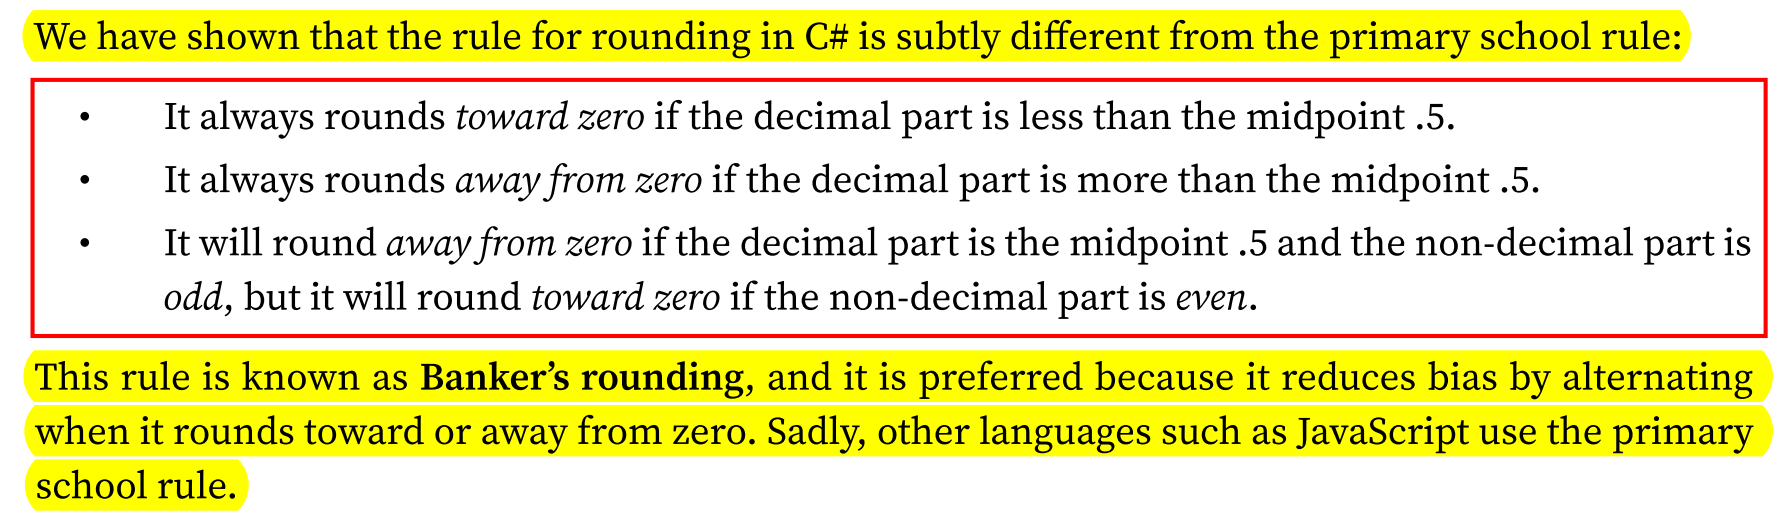 We have shown that the rule for rounding in C# is subtly different from the primary school rule:
• It always rounds toward zero if the decimal part is less than the midpoint .5.
• It always rounds away from zero if the decimal part is more than the midpoint .5.
• It will round away from zero if the decimal part is the midpoint .5 and the non-decimal part is
odd, but it will round toward zero if the non-decimal part is even.
This rule is known as Banker’s rounding, and it is preferred because it reduces bias by alternating
when it rounds toward or away from zero. Sadly, other languages such as JavaScript use the primary
school rule.